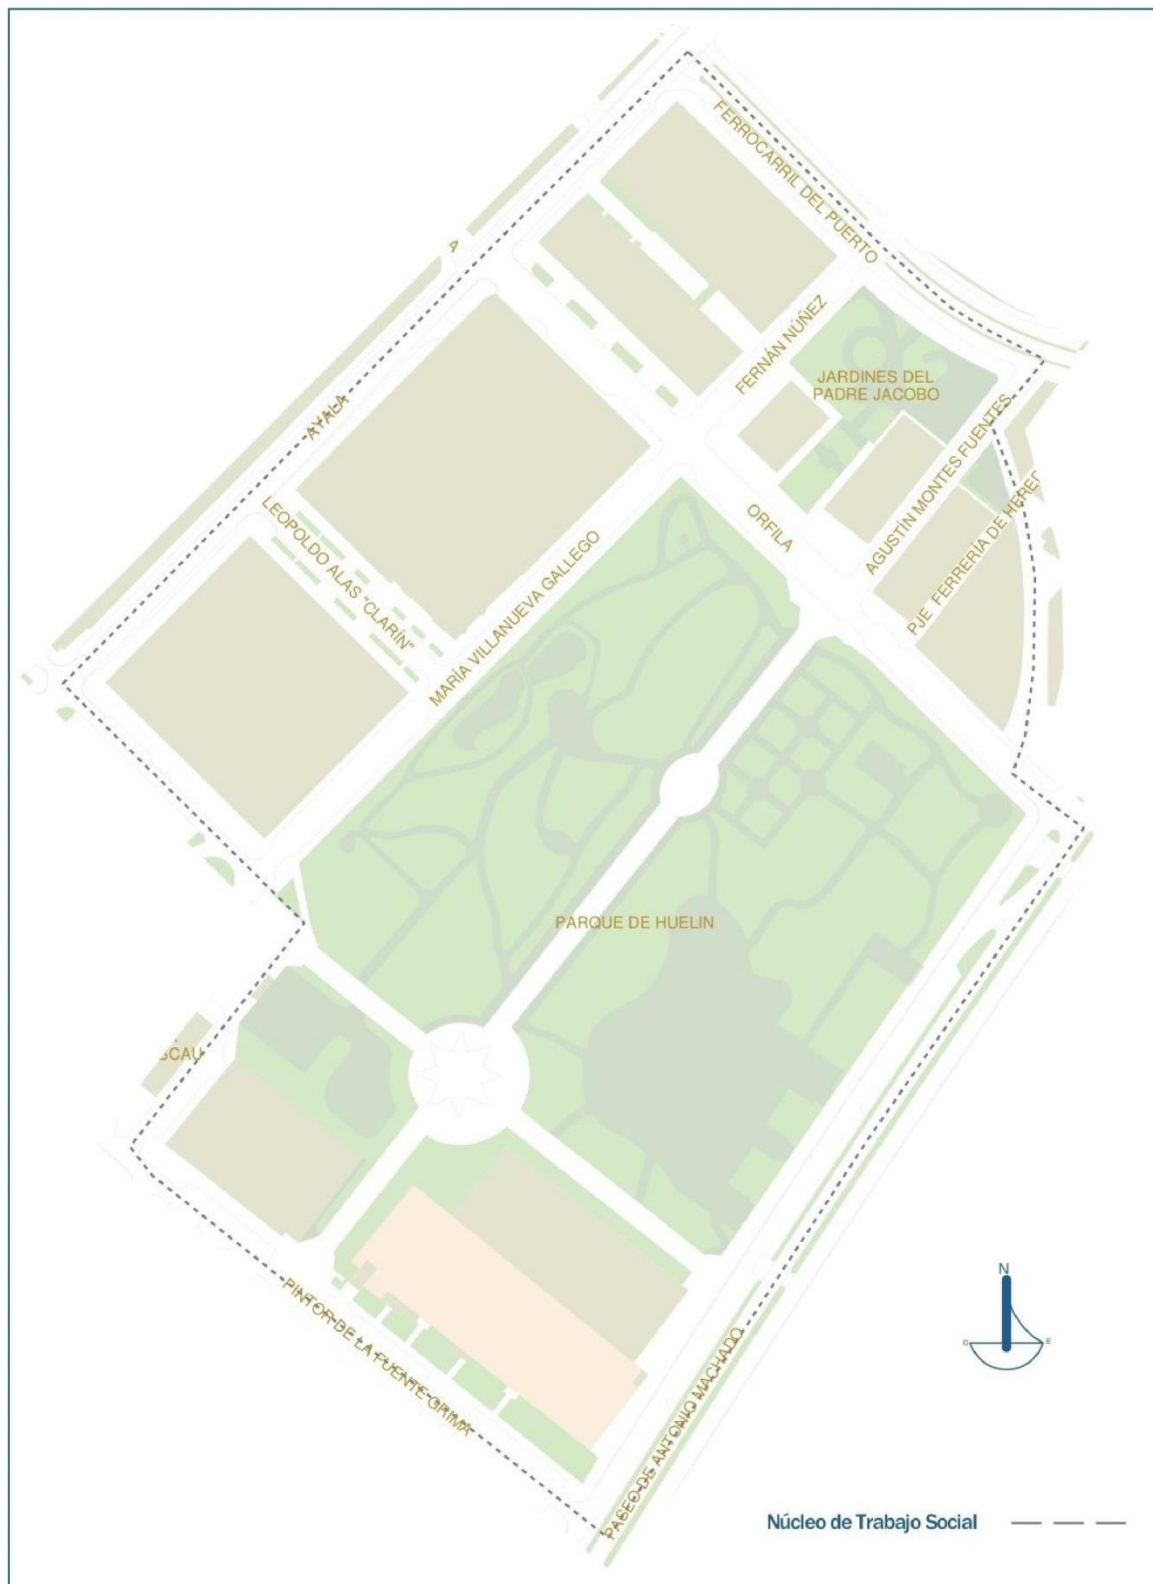 FERROCARRIL DEL PUERTO
A
FERNÁN NÚÑEZ
JARDINES DEL
PADRE JACOBO
AYALA
AGUSTÍN MONTES FUENTES
LEOPOLDO ALAS "CLARÍN"
ORFILA
PJE FERRERÍA DE HERE
MARÍA VILLANUEVA GALLEGO
PARQUE DE HUELIN
SCAU
N
O
E
PINTOR DE LA FUENTE GRIMA
PASEO DE ANTONIO MACHADO
Núcleo de Trabajo Social